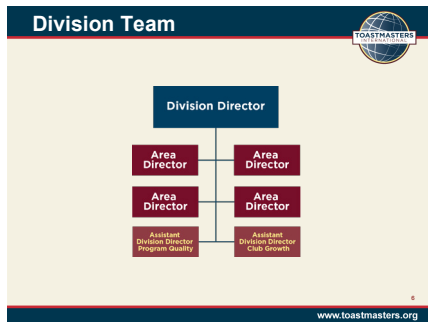 Division Team
TOASTMASTERS
INTERNATIONAL
Division Director
Area
Director
Area
Director
Area
Director
Area
Director
Assistant
Division Director
Program Quality
Assistant
Division Director
Club Growth
6
www.toastmasters.org